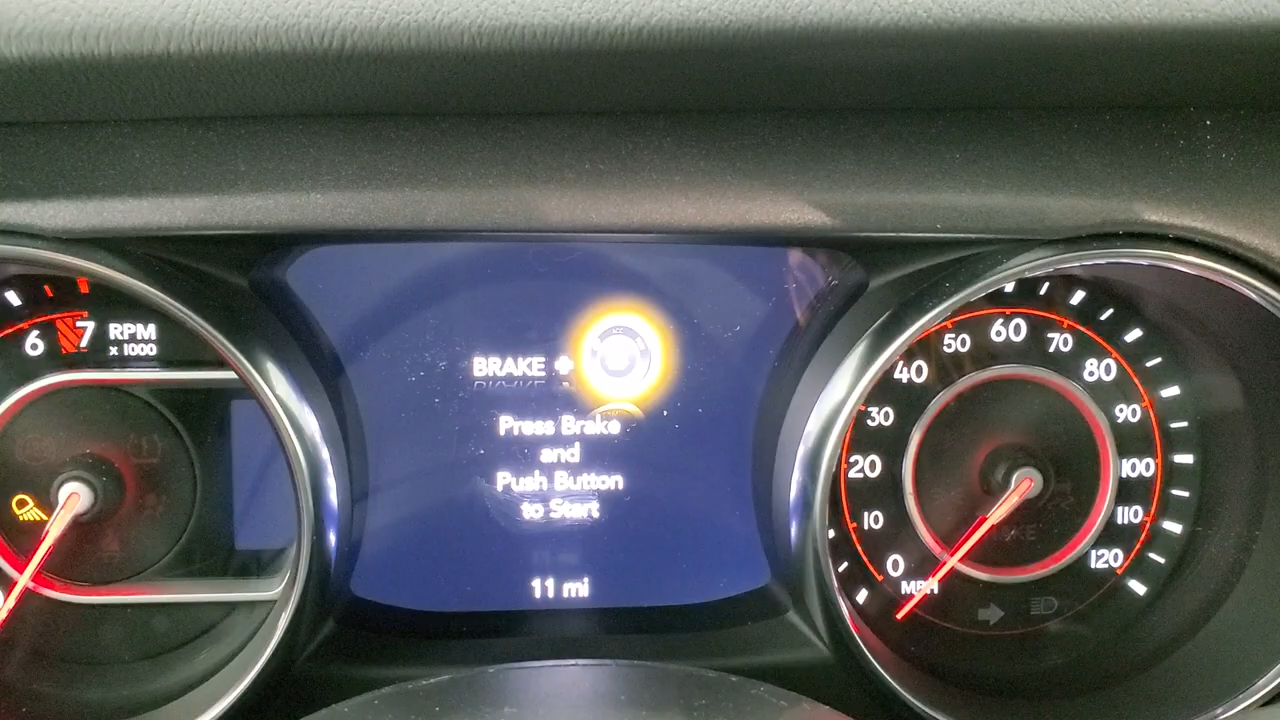 6 7 RPM
x 1000
BRAKE +
ACC
Press Brake
and
Push Button
to Start
11 mi
0 10 20 30 40 50 60 70 80 90 100 110 120
MPH